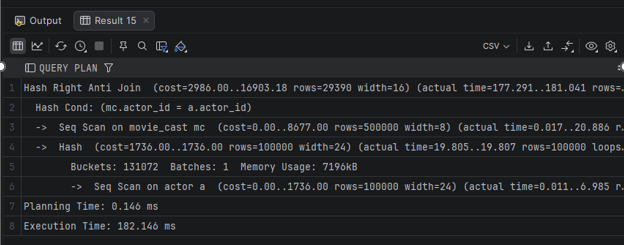 Output Result 15
CSV
QUERY PLAN
1 Hash Right Anti Join  (cost=2986.00..16903.18 rows=29390 width=16) (actual time=177.291..181.041 rows=…
2 Hash Cond: (mc.actor_id = a.actor_id)
3 ->  Seq Scan on movie_cast mc  (cost=0.00..8677.00 rows=500000 width=8) (actual time=0.017..20.886 r…
4 ->  Hash  (cost=1736.00..1736.00 rows=100000 width=24) (actual time=19.805..19.807 rows=100000 loops…
5 Buckets: 131072  Batches: 1  Memory Usage: 7196kB
6 ->  Seq Scan on actor a  (cost=0.00..1736.00 rows=100000 width=24) (actual time=0.011..6.985 r…
7 Planning Time: 0.146 ms
8 Execution Time: 182.146 ms